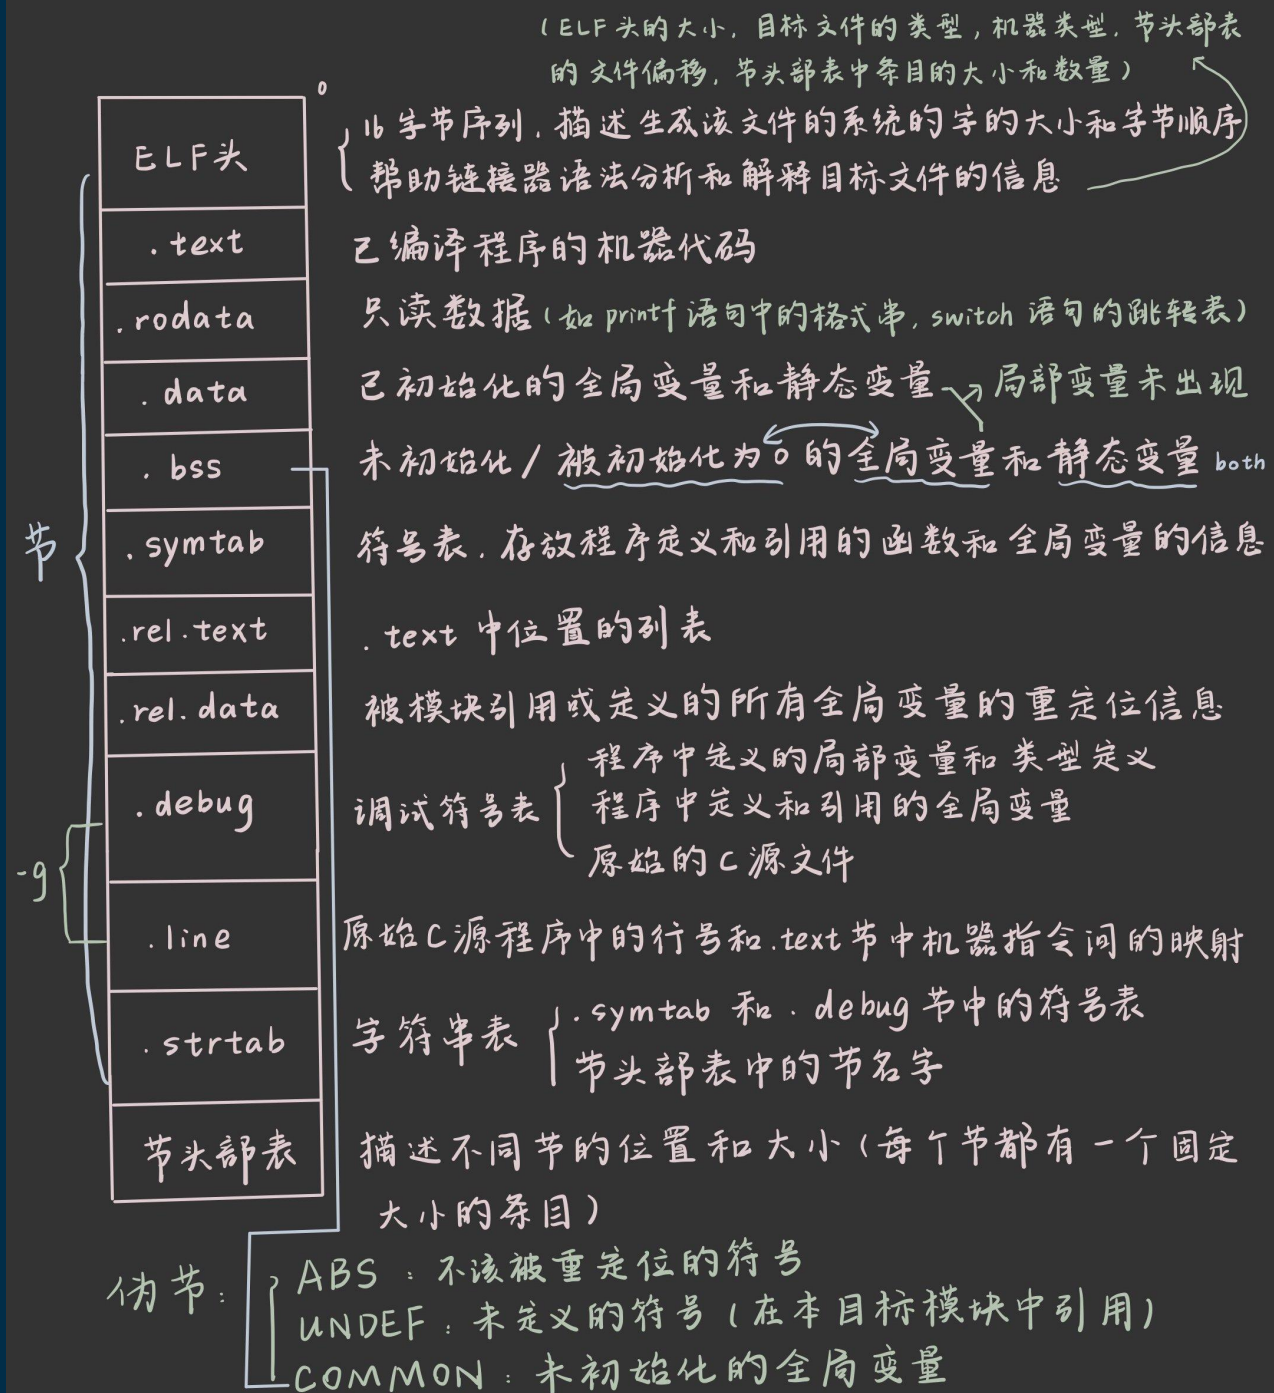 (ELF头的大小, 目标文件的类型, 机器类型, 节头部表
的文件偏移, 节头部表中条目的大小和数量)
0
ELF头
16字节序列, 描述生成该文件的系统的字的大小和字节顺序
帮助链接器语法分析和解释目标文件的信息
.text
已编译程序的机器代码
.rodata
只读数据(如printf语句中的格式串, switch语句的跳转表)
.data
已初始化的全局变量和静态变量
局部变量未出现
.bss
未初始化/被初始化为0的全局变量和静态变量 both
节
.symtab
符号表, 存放程序定义和引用的函数和全局变量的信息
.rel.text
.text中位置的列表
.rel.data
被模块引用或定义的所有全局变量的重定位信息
.debug
调试符号表
程序中定义的局部变量和类型定义
程序中定义和引用的全局变量
原始的C源文件
-g
.line
原始C源程序中的行号和.text节中机器指令间的映射
.strtab
字符串表
.symtab和.debug节中的符号表
节头部表中的节名字
节头部表
描述不同节的位置和大小(每个节都有一个固定
大小的条目)
伪节:
ABS:不该被重定位的符号
UNDEF:未定义的符号(在本目标模块中引用)
COMMON:未初始化的全局变量